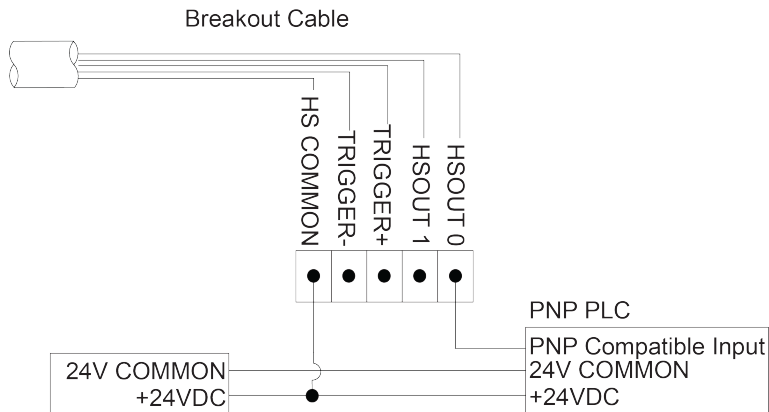 Breakout Cable
HS COMMON
TRIGGER-
TRIGGER+
HSOUT 1
HSOUT 0
PNP PLC
PNP Compatible Input
24V COMMON
+24VDC
24V COMMON
+24VDC